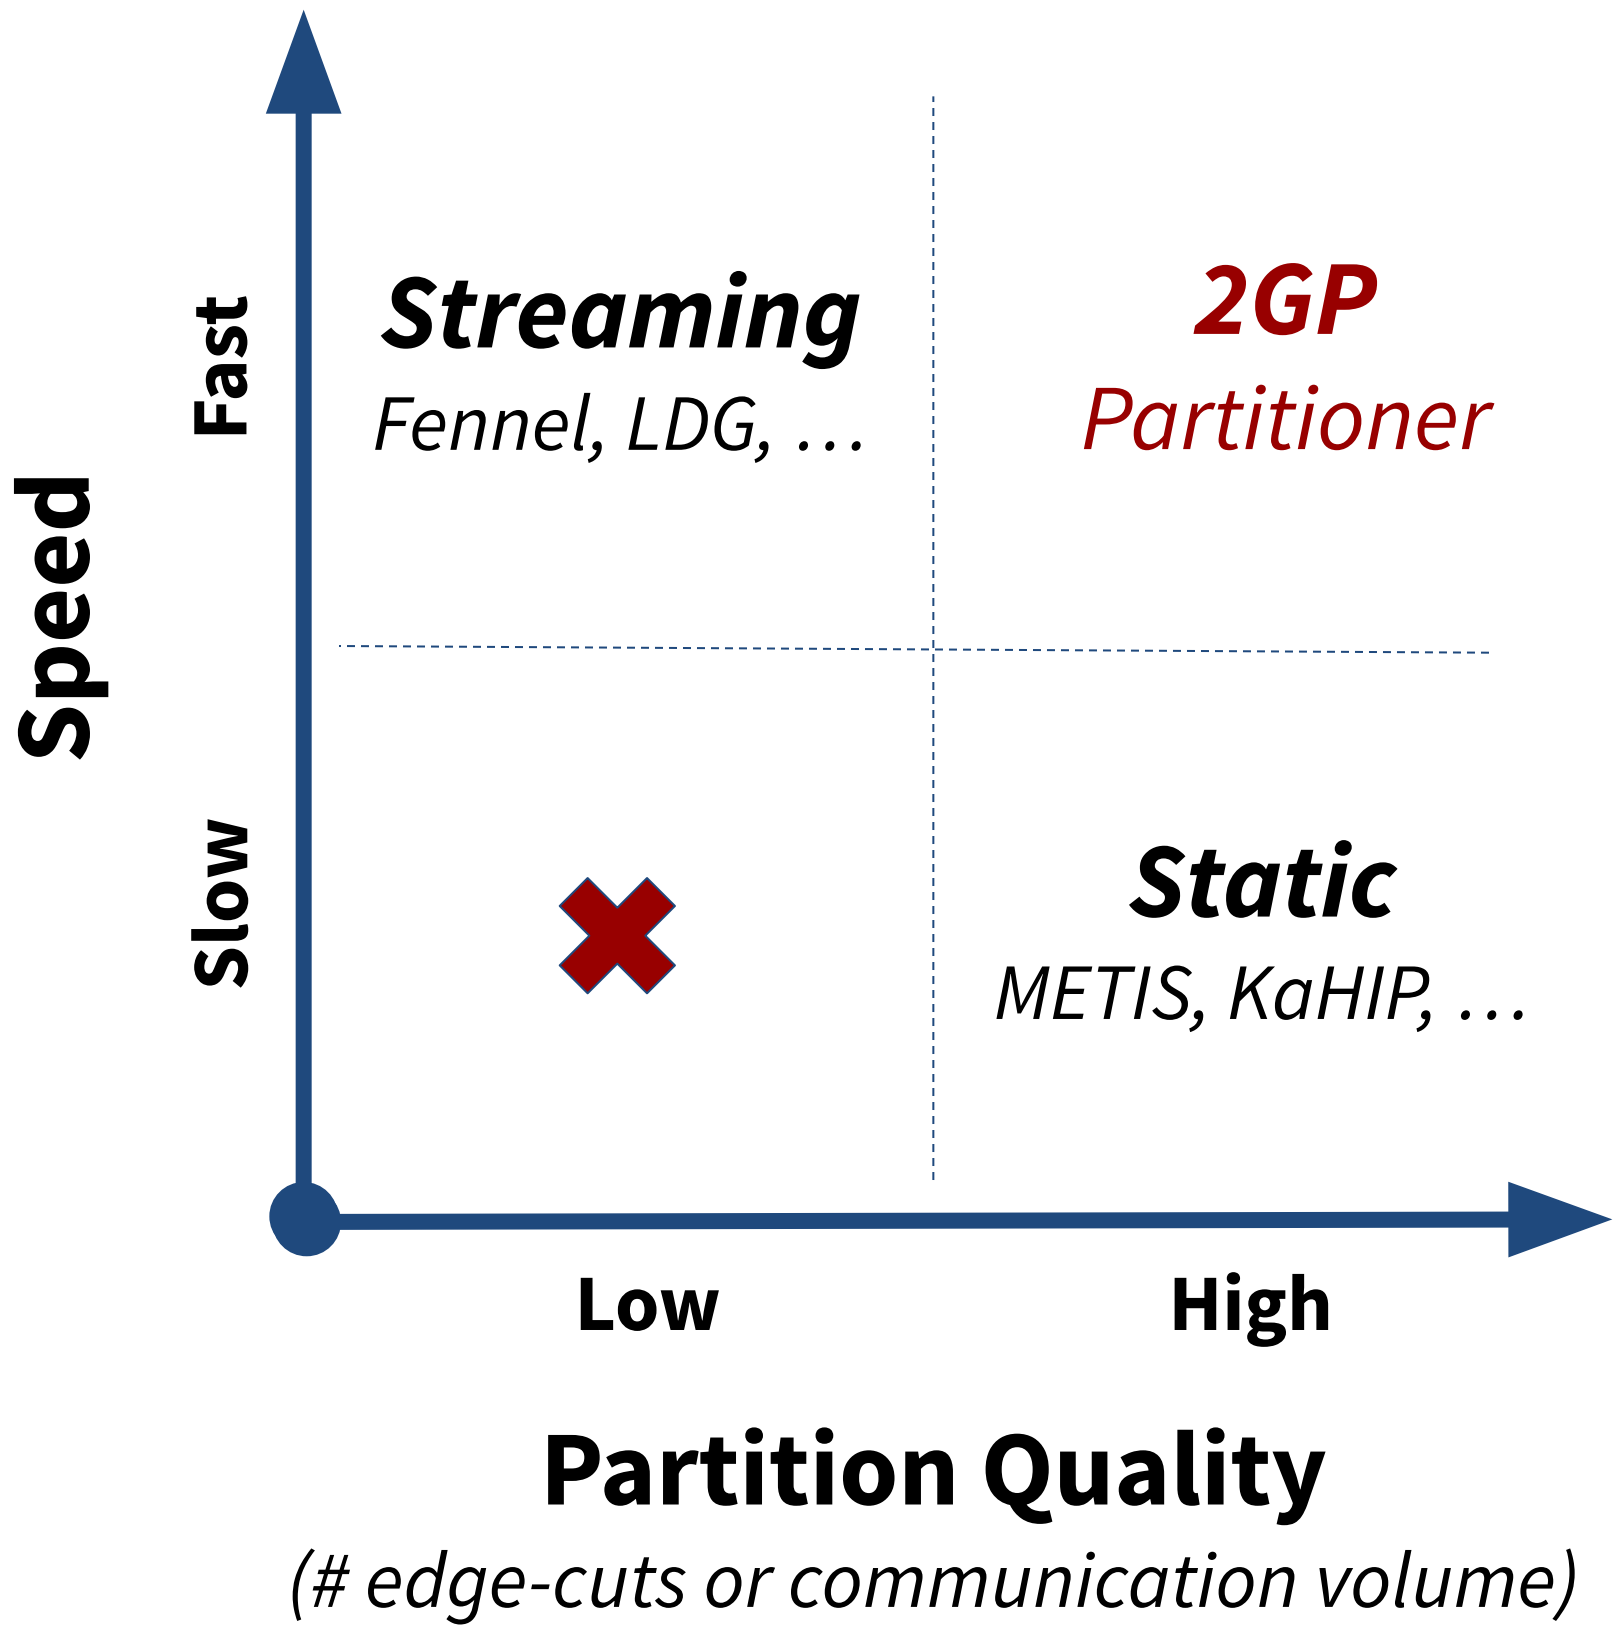 Speed
Fast
Slow
Streaming
Fennel, LDG, …
2GP
Partitioner
Static
METIS, KaHIP, …
Low
High
Partition Quality
(# edge-cuts or communication volume)